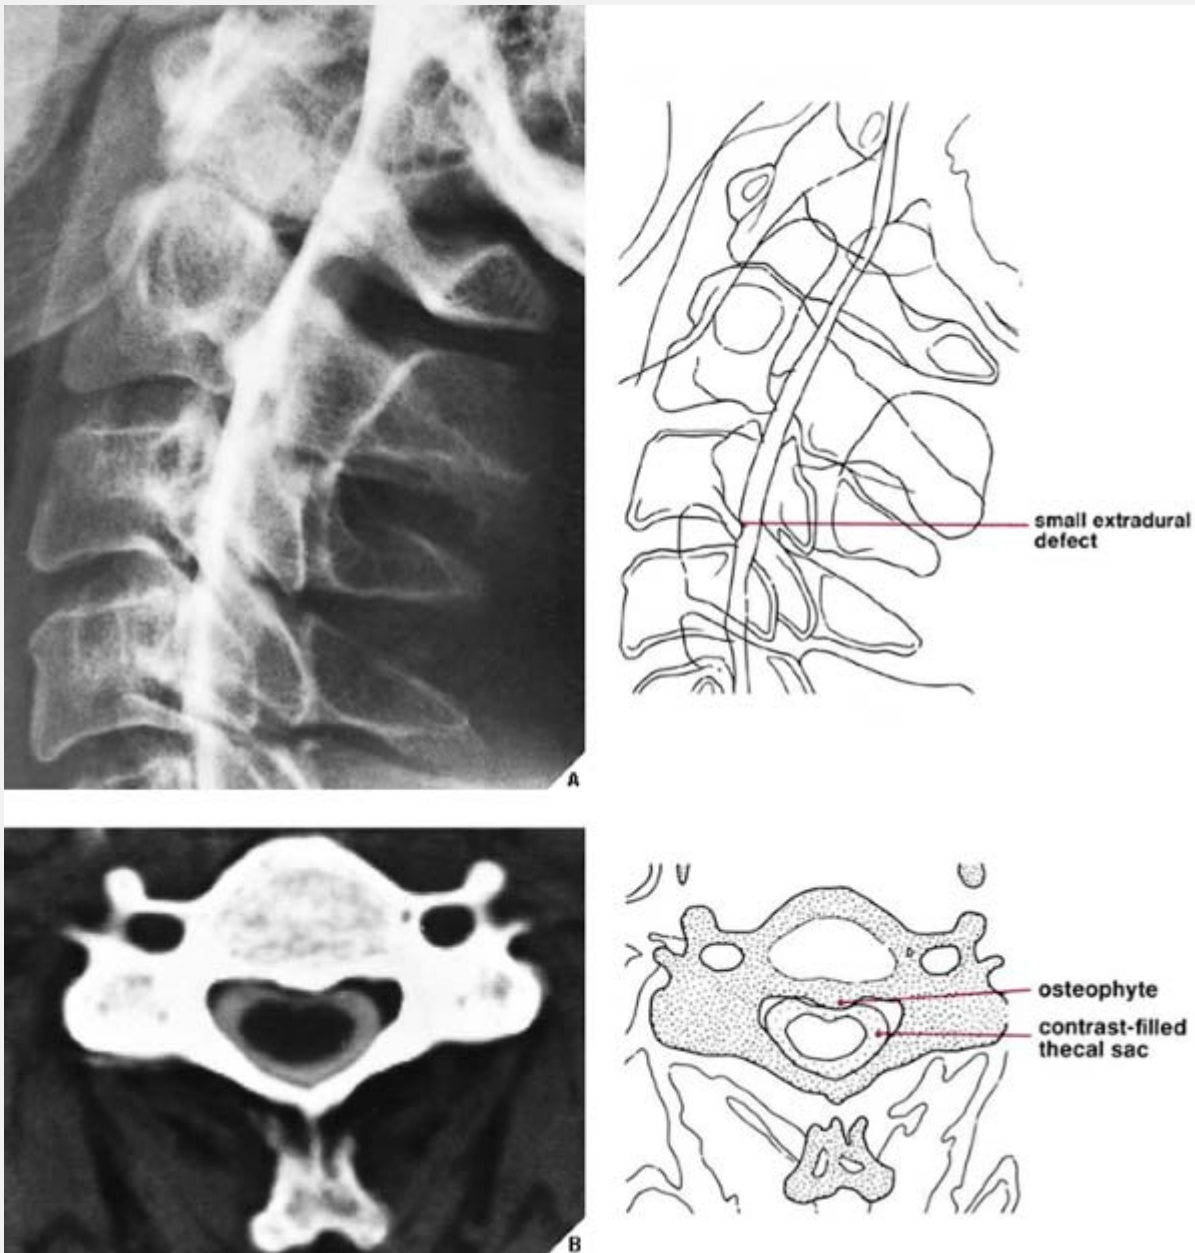 small extradural
defect
A
osteophyte
contrast-filled
thecal sac
B